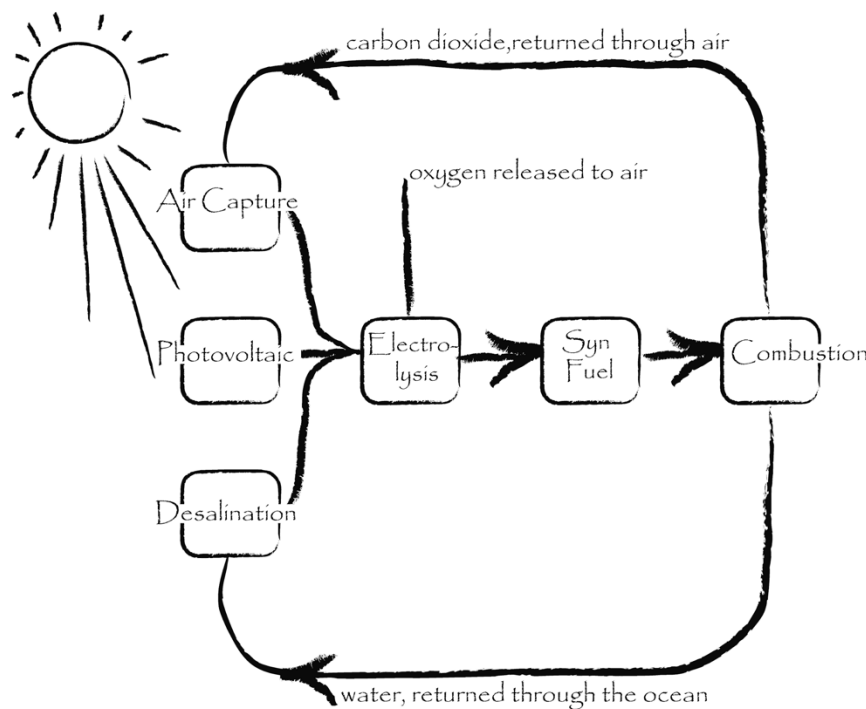 carbon dioxide,returned through air
Air Capture
oxygen released to air
Photovoltaic
Electro-
lysis
Syn
Fuel
Combustion
Desalination
water, returned through the ocean